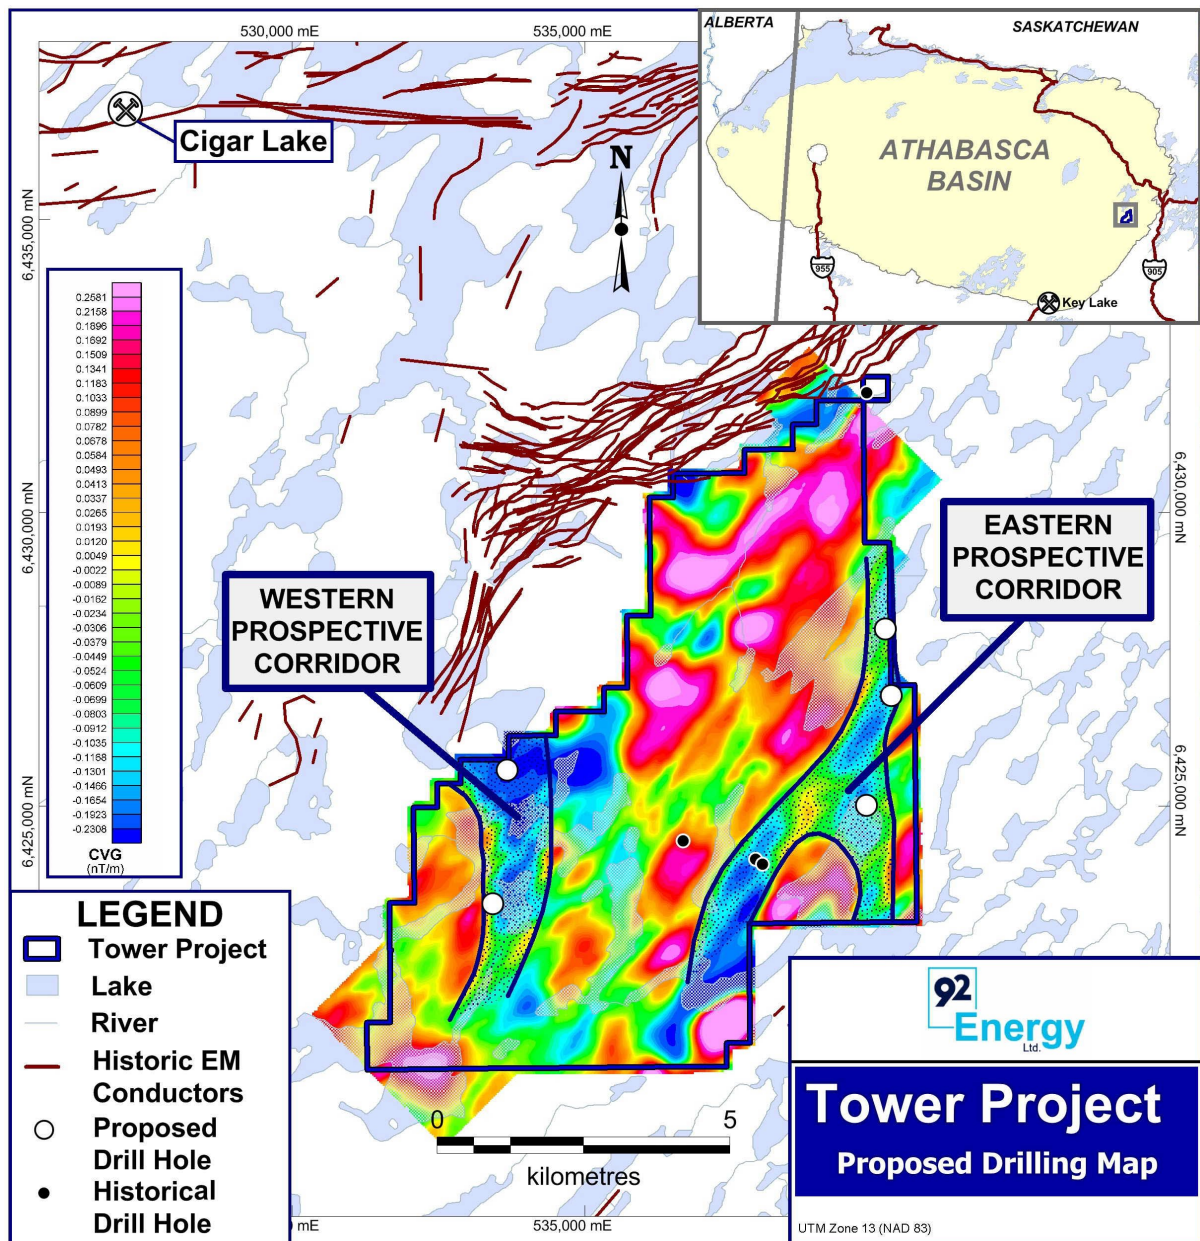 530,000 mE
535,000 mE
ALBERTA
SASKATCHEWAN
ATHABASCA
BASIN
955
905
Key Lake
Cigar Lake
N
6,435,000 mN
6,430,000 mN
6,425,000 mN
6,430,000 mN
6,425,000 mN
0.2581
0.2158
0.1896
0.1692
0.1509
0.1341
0.1183
0.1033
0.0899
0.0782
0.0678
0.0584
0.0493
0.0413
0.0337
0.0265
0.0193
0.0120
0.0049
-0.0022
-0.0089
-0.0162
-0.0234
-0.0306
-0.0379
-0.0449
-0.0524
-0.0609
-0.0699
-0.0803
-0.0912
-0.1035
-0.1158
-0.1301
-0.1466
-0.1654
-0.1923
-0.2308
CVG
(nT/m)
WESTERN
PROSPECTIVE
CORRIDOR
EASTERN
PROSPECTIVE
CORRIDOR
LEGEND
Tower Project
Lake
River
Historic EM
Conductors
Proposed
Drill Hole
Historical
Drill Hole
0 5
kilometres
mE
535,000 mE
92
Energy
Ltd.
Tower Project
Proposed Drilling Map
UTM Zone 13 (NAD 83)